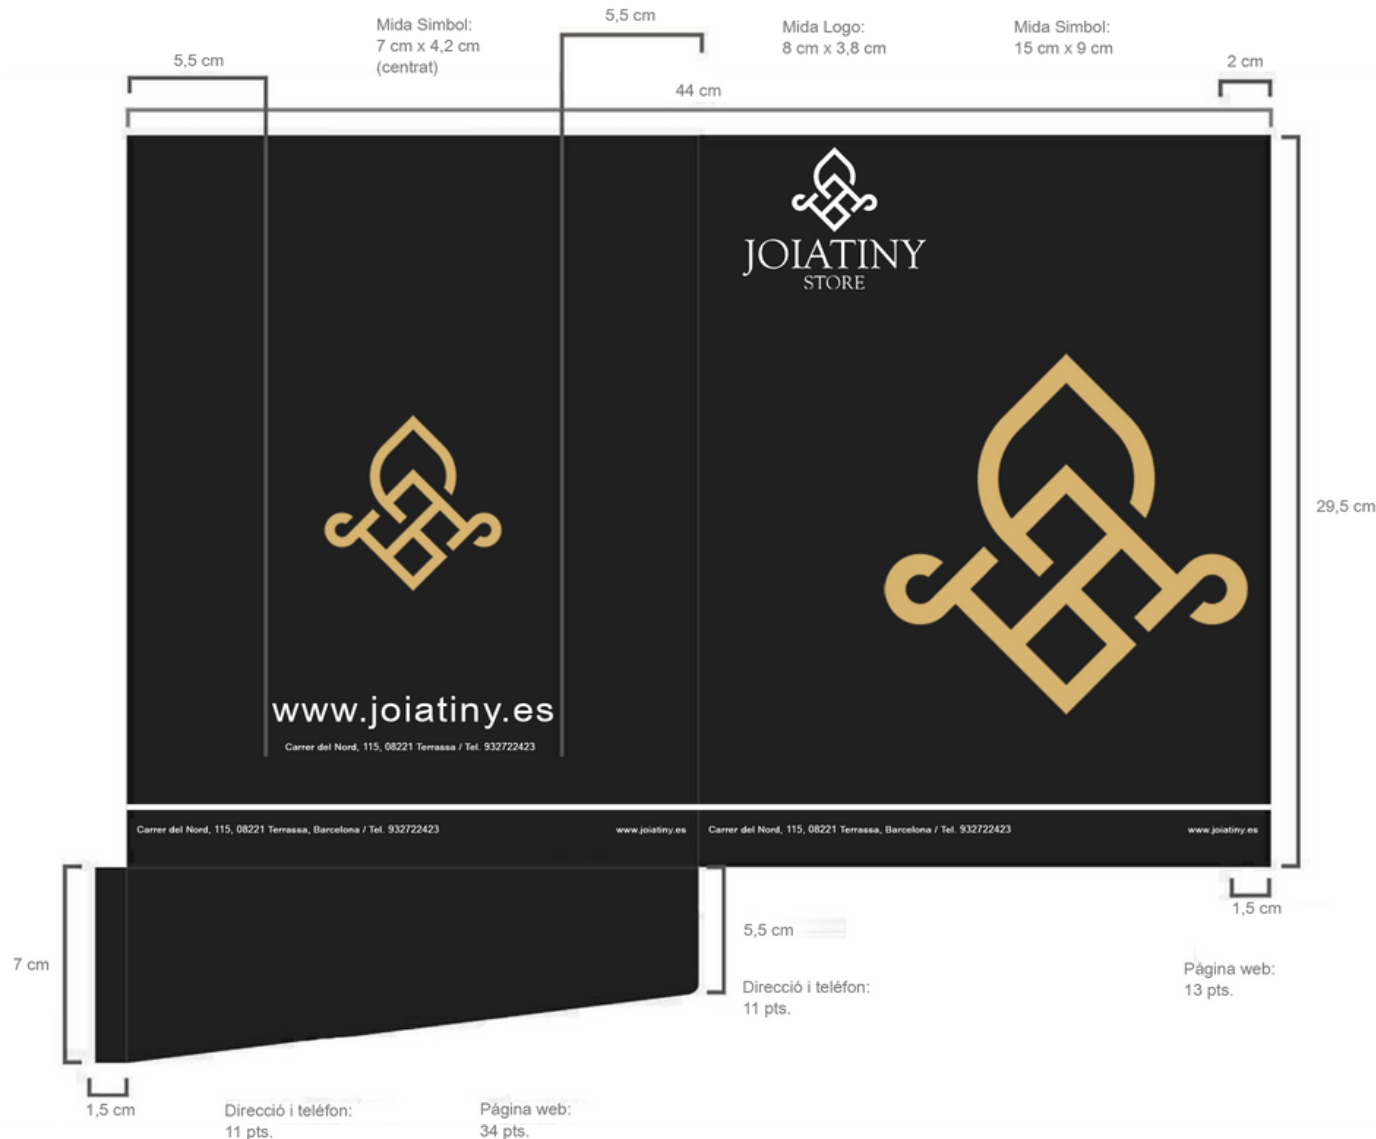 5,5 cm
Mida Simbol:
7 cm x 4,2 cm
(centrat)
5,5 cm
Mida Logo:
8 cm x 3,8 cm
Mida Simbol:
15 cm x 9 cm
2 cm
44 cm
JOIATINY
STORE
29,5 cm
www.joiatiny.es
Carrer del Nord, 115, 08221 Terrassa / Tel. 932722423
Carrer del Nord, 115, 08221 Terrassa, Barcelona / Tel. 932722423
www.joiatiny.es
Carrer del Nord, 115, 08221 Terrassa, Barcelona / Tel. 932722423
www.joiatiny.es
1,5 cm
5,5 cm
7 cm
Página web:
13 pts.
Direcció i teléfon:
11 pts.
1,5 cm
Direcció i teléfon:
11 pts.
Página web:
34 pts.